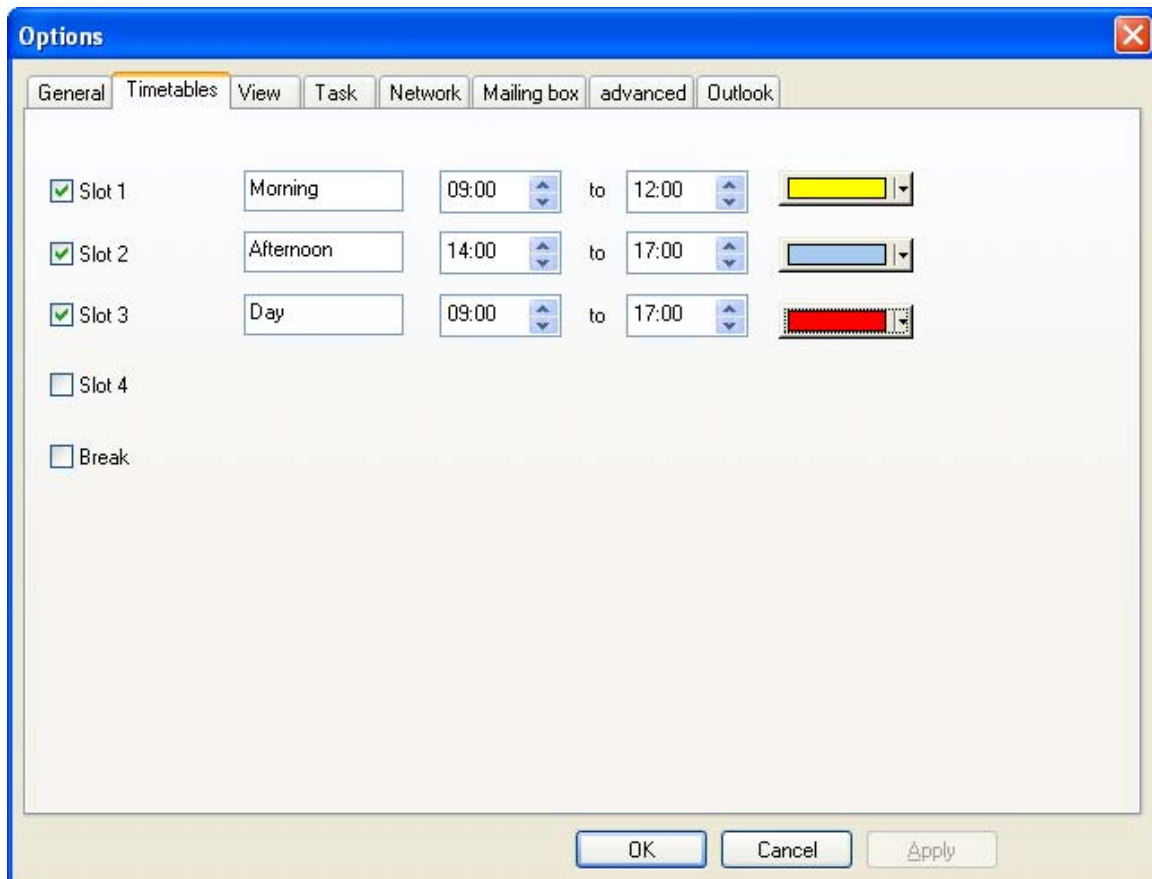 Options
General Timetables View Task Network Mailing box advanced Outlook
Slot 1 Morning 09:00 to 12:00
Slot 2 Afternoon 14:00 to 17:00
Slot 3 Day 09:00 to 17:00
Slot 4
Break
OK Cancel Apply